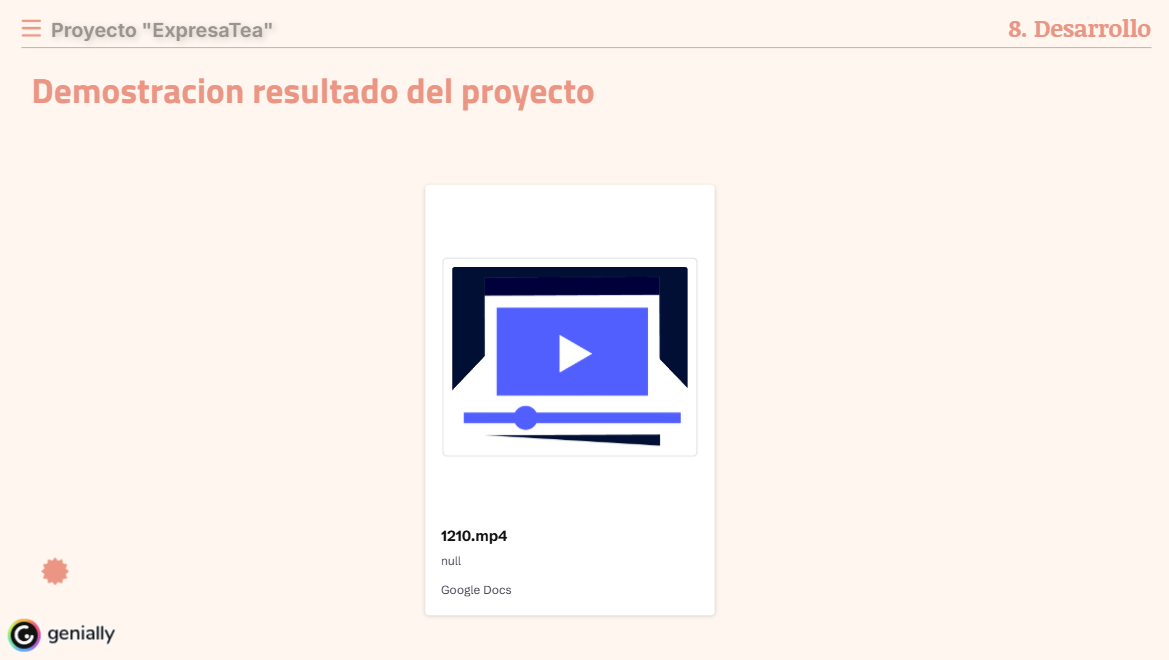 Proyecto "ExpresaTea"
8. Desarrollo
Demostracion resultado del proyecto
1210.mp4
null
Google Docs
genially